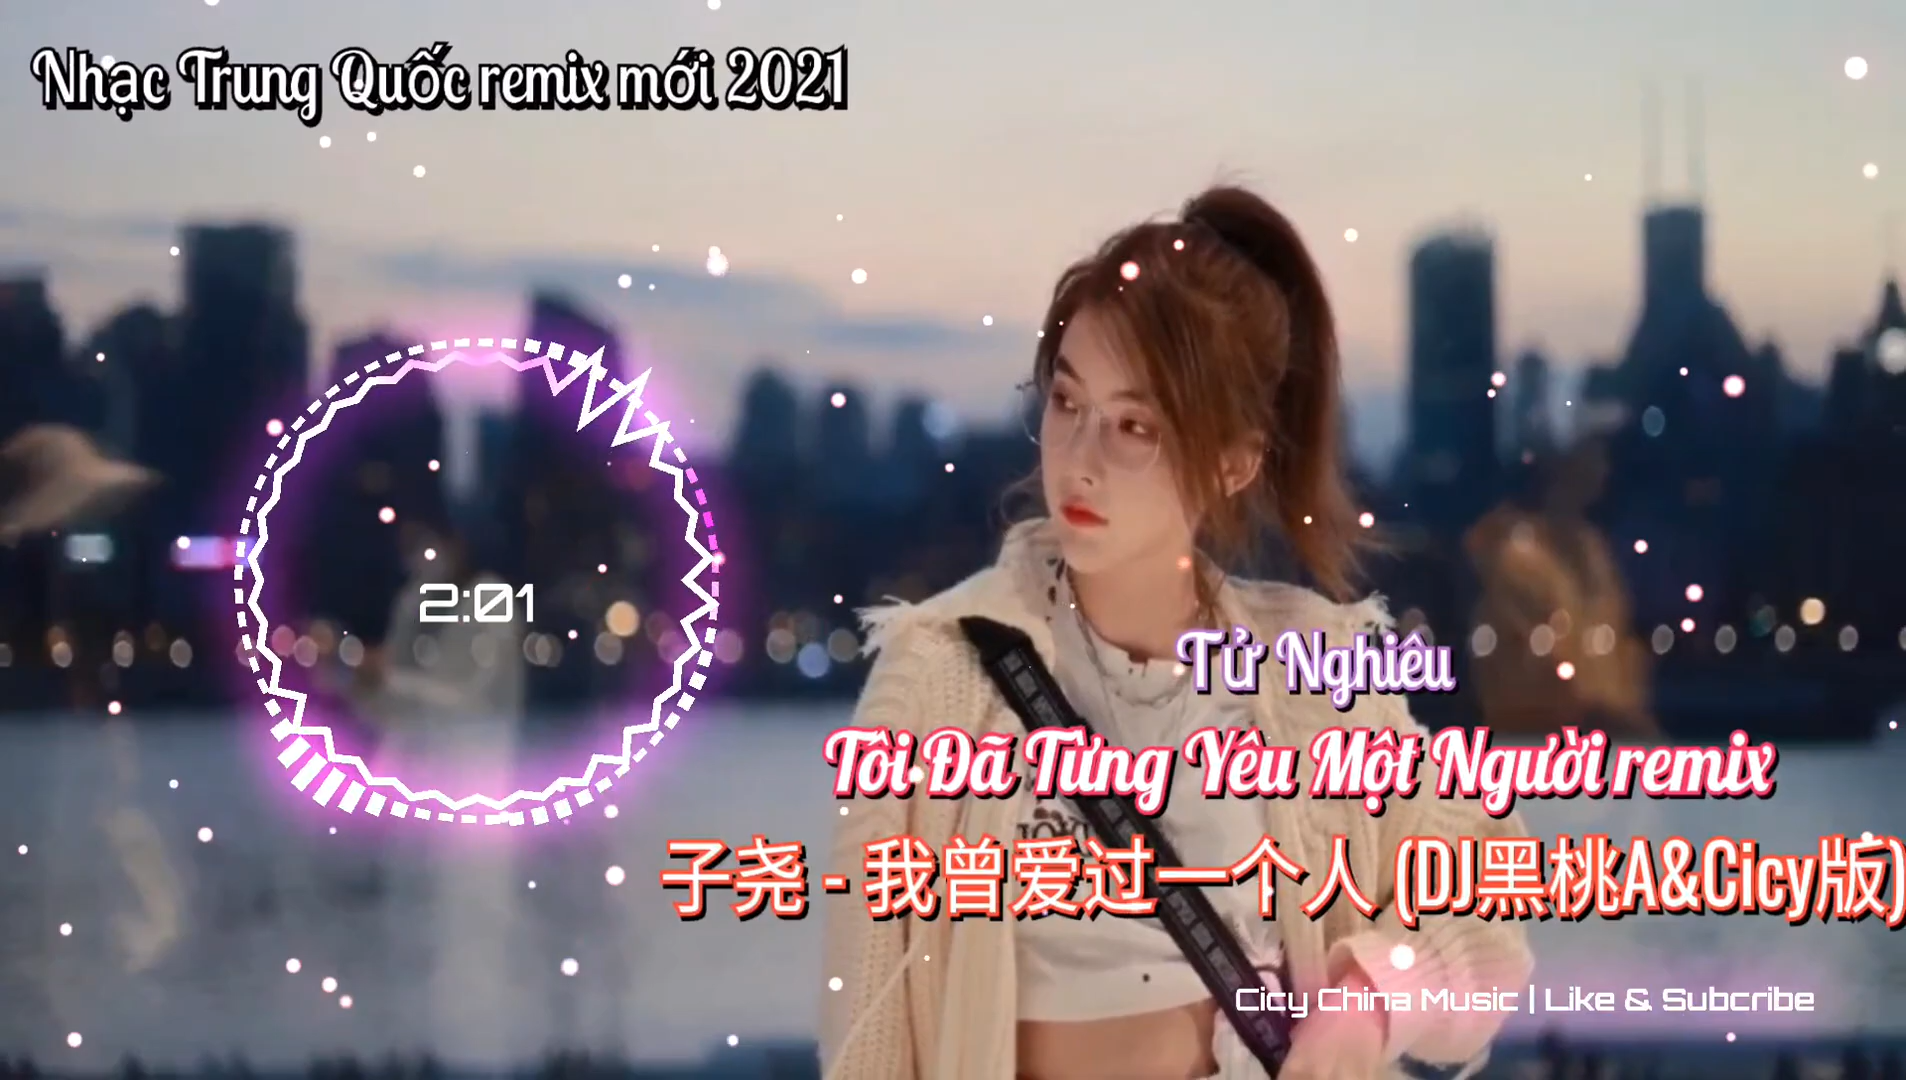 Nhạc Trung Quốc remix mới 2021
2:01
Tử Nghiêu
Tôi Đã Từng Yêu Một Người remix
子尧 - 我曾爱过一个人 (DJ黑桃A&Cicy版)
Cicy China Music | Like & Subcribe